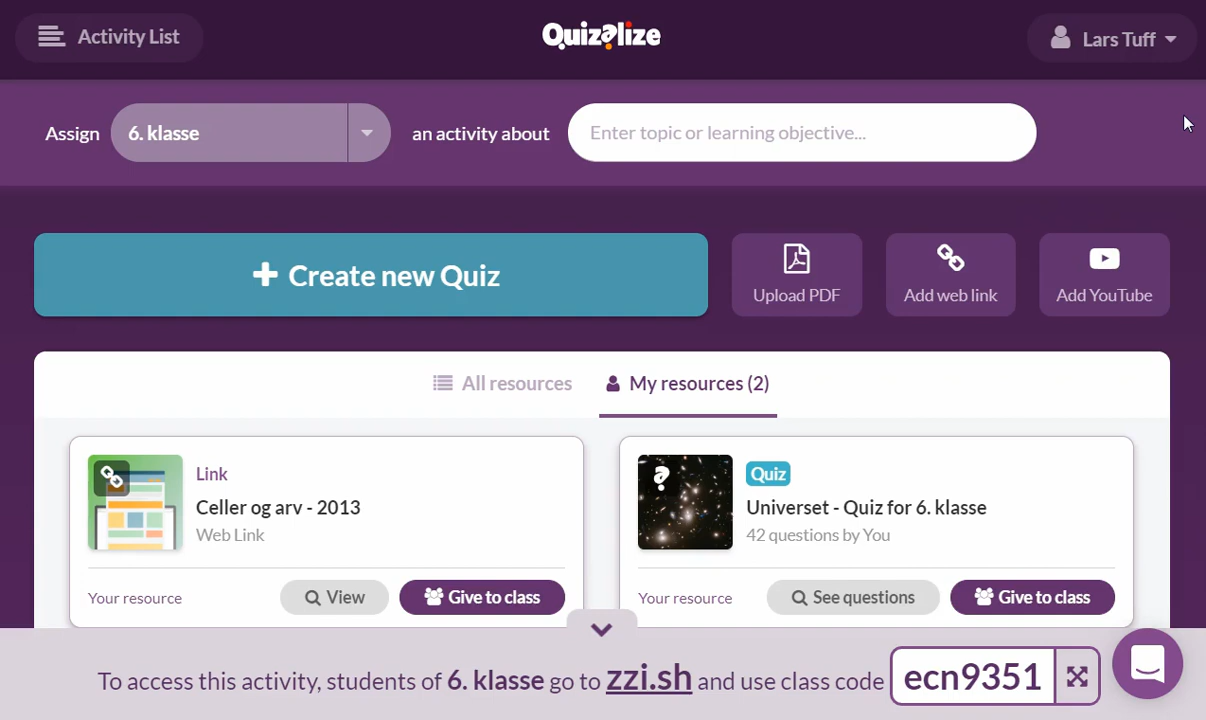 Activity List
Quizalize
Lars Tuff
Assign
6. klasse
an activity about
Enter topic or learning objective...
Create new Quiz
Upload PDF
Add web link
Add YouTube
All resources
My resources (2)
Link
Celler og arv - 2013
Web Link
Your resource
View
Give to class
Quiz
Universet - Quiz for 6. klasse
42 questions by You
Your resource
See questions
Give to class
To access this activity, students of 6. klasse go to zzi.sh and use class code ecn9351